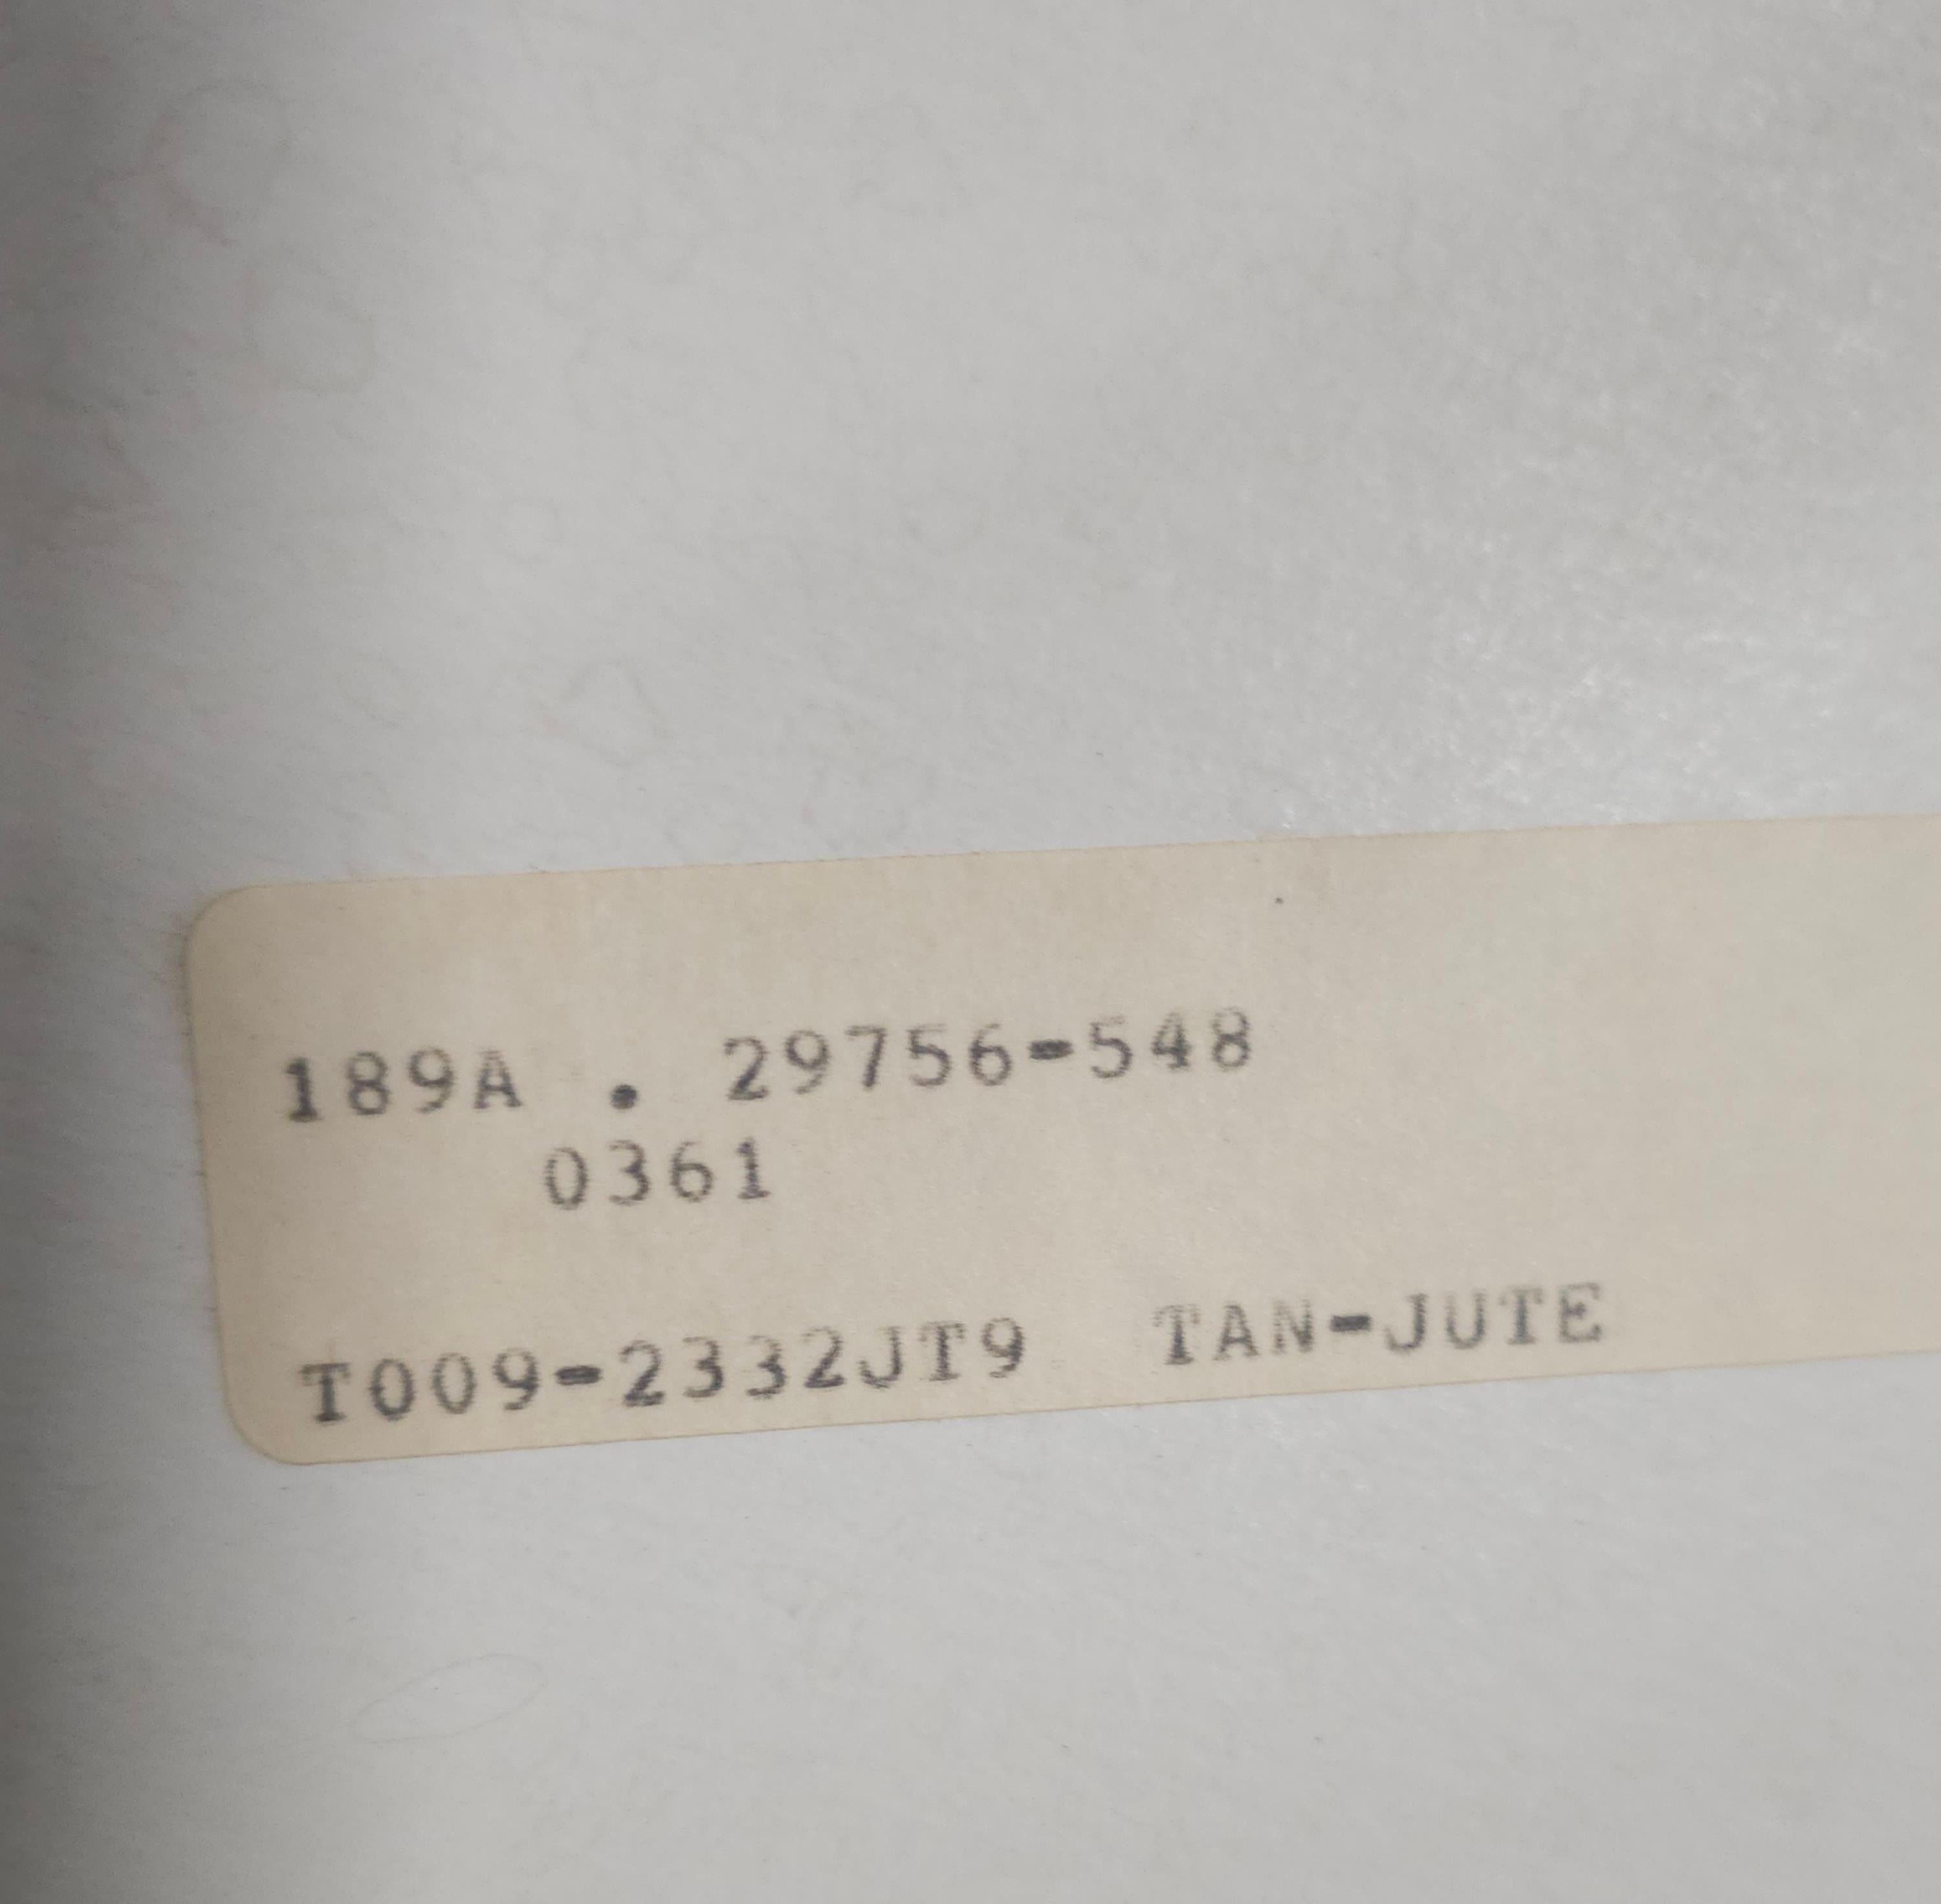 189A . 29756-548
0361
T009-2332JT9 TAN-JUTE